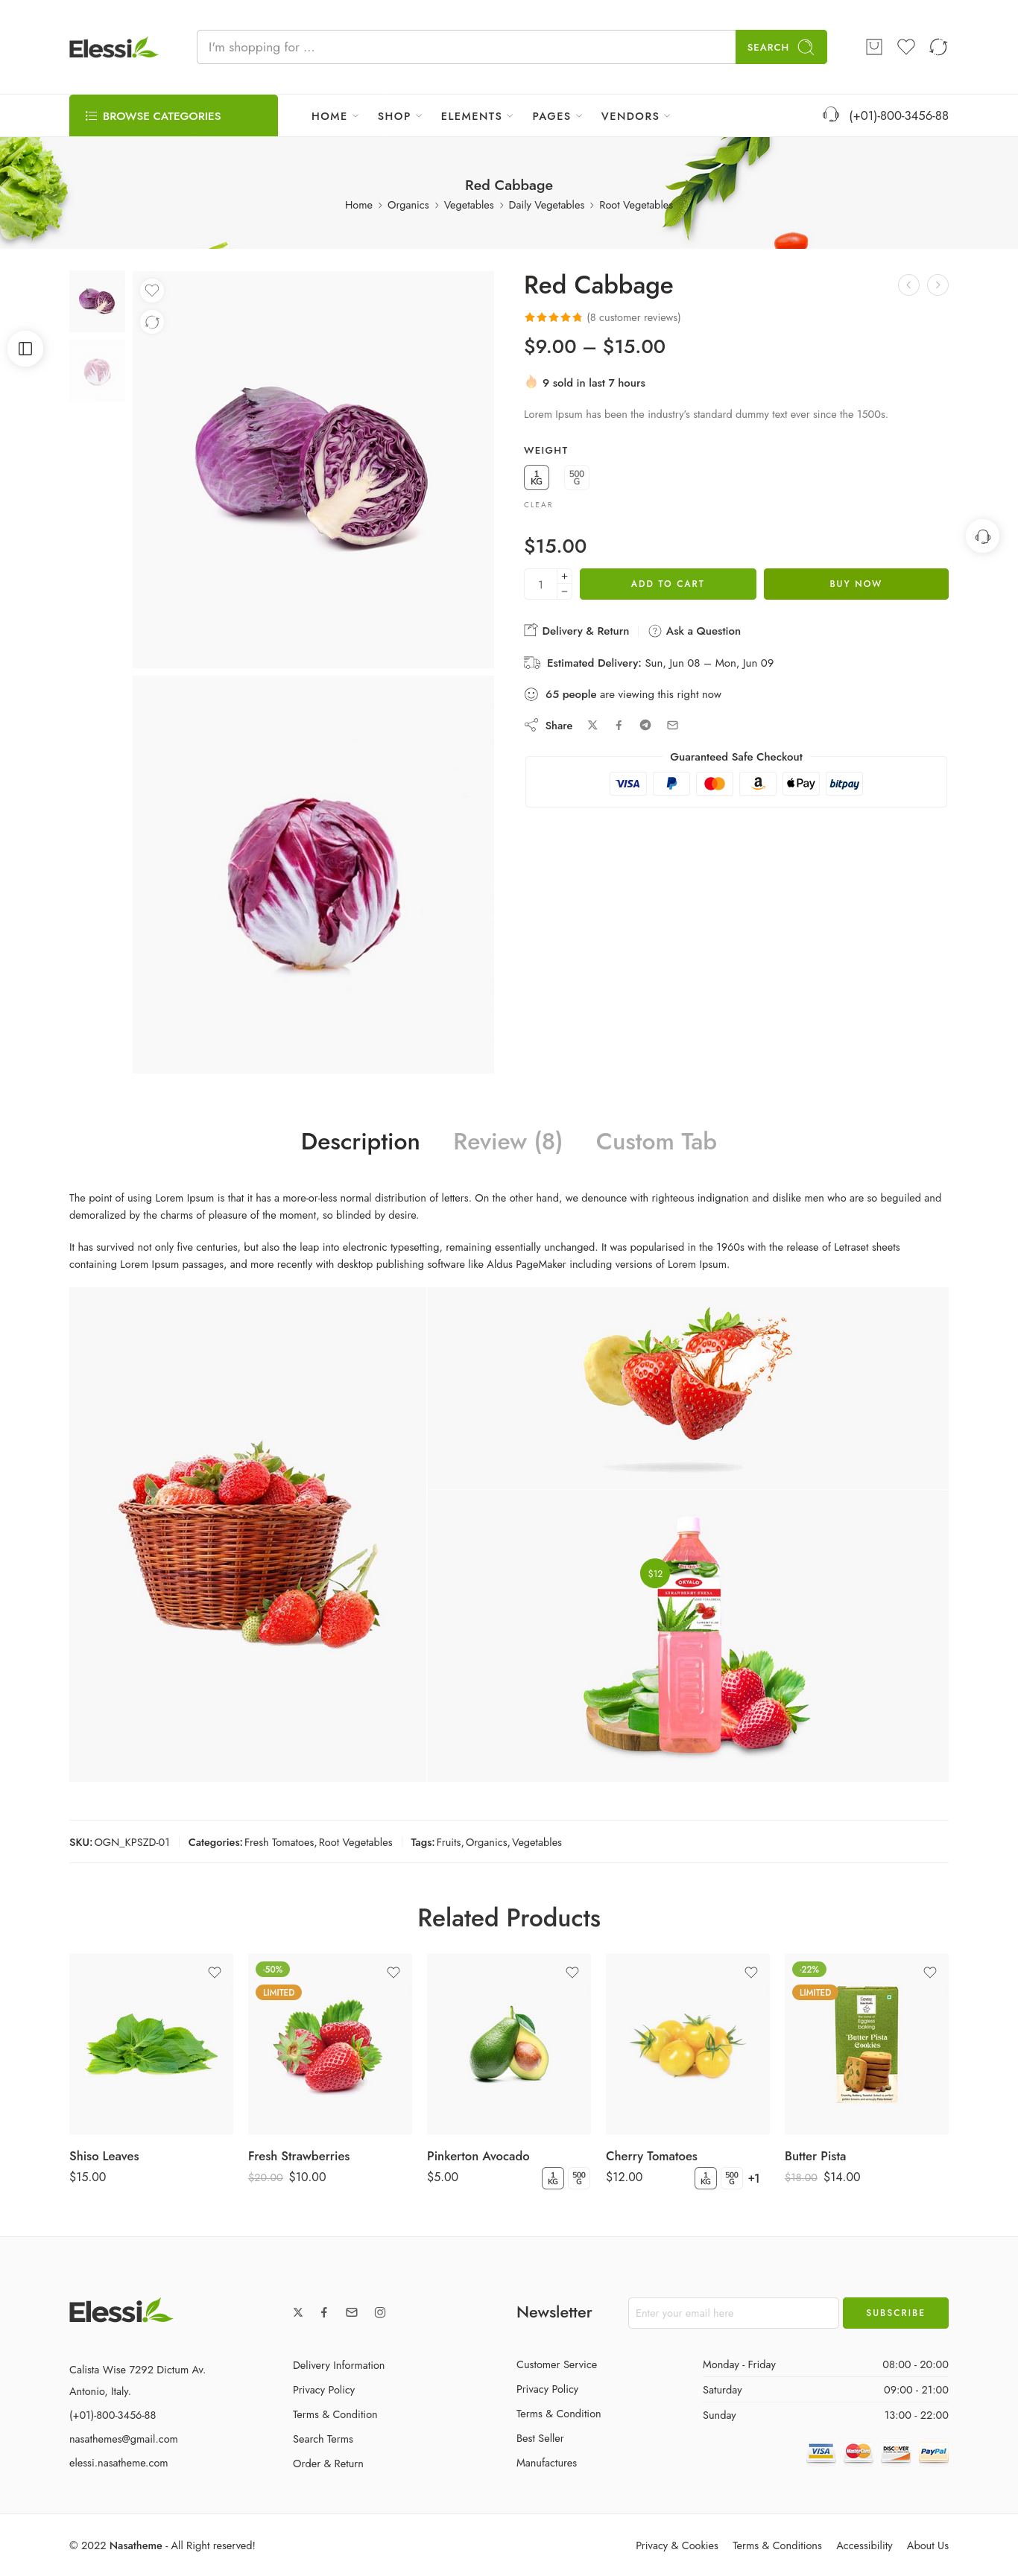 Elessi
I'm shopping for ...
SEARCH
BROWSE CATEGORIES
HOME
SHOP
ELEMENTS
PAGES
VENDORS
(+01)-800-3456-88
Red Cabbage
Home > Organics > Vegetables > Daily Vegetables > Root Vegetables
Red Cabbage
(8 customer reviews)
$9.00 – $15.00
9 sold in last 7 hours
Lorem Ipsum has been the industry's standard dummy text ever since the 1500s.
WEIGHT
1 KG
500 G
CLEAR
$15.00
1
+
−
ADD TO CART
BUY NOW
Delivery & Return
Ask a Question
Estimated Delivery: Sun, Jun 08 – Mon, Jun 09
65 people are viewing this right now
Share
Guaranteed Safe Checkout
VISA
Pay
bitpay
Description
Review (8)
Custom Tab
The point of using Lorem Ipsum is that it has a more-or-less normal distribution of letters. On the other hand, we denounce with righteous indignation and dislike men who are so beguiled and
demoralized by the charms of pleasure of the moment, so blinded by desire.
It has survived not only five centuries, but also the leap into electronic typesetting, remaining essentially unchanged. It was popularised in the 1960s with the release of Letraset sheets
containing Lorem Ipsum passages, and more recently with desktop publishing software like Aldus PageMaker including versions of Lorem Ipsum.
$12
OKYALO
SKU: OGN_KPSZD-01
Categories: Fresh Tomatoes, Root Vegetables
Tags: Fruits, Organics, Vegetables
Related Products
-50%
LIMITED
-22%
LIMITED
Eggless
baking
Butter Pista
Cookies
Shiso Leaves
$15.00
Fresh Strawberries
$20.00 $10.00
Pinkerton Avocado
$5.00
1 KG
500 G
Cherry Tomatoes
$12.00
1 KG
500 G
+1
Butter Pista
$18.00 $14.00
Elessi
Newsletter
Enter your email here
SUBSCRIBE
Calista Wise 7292 Dictum Av.
Antonio, Italy.
(+01)-800-3456-88
nasathemes@gmail.com
elessi.nasatheme.com
Delivery Information
Privacy Policy
Terms & Condition
Search Terms
Order & Return
Customer Service
Privacy Policy
Terms & Condition
Best Seller
Manufactures
Monday - Friday 08:00 - 20:00
Saturday 09:00 - 21:00
Sunday 13:00 - 22:00
VISA
MasterCard
DISCOVER
PayPal
© 2022 Nasatheme - All Right reserved!
Privacy & Cookies
Terms & Conditions
Accessibility
About Us